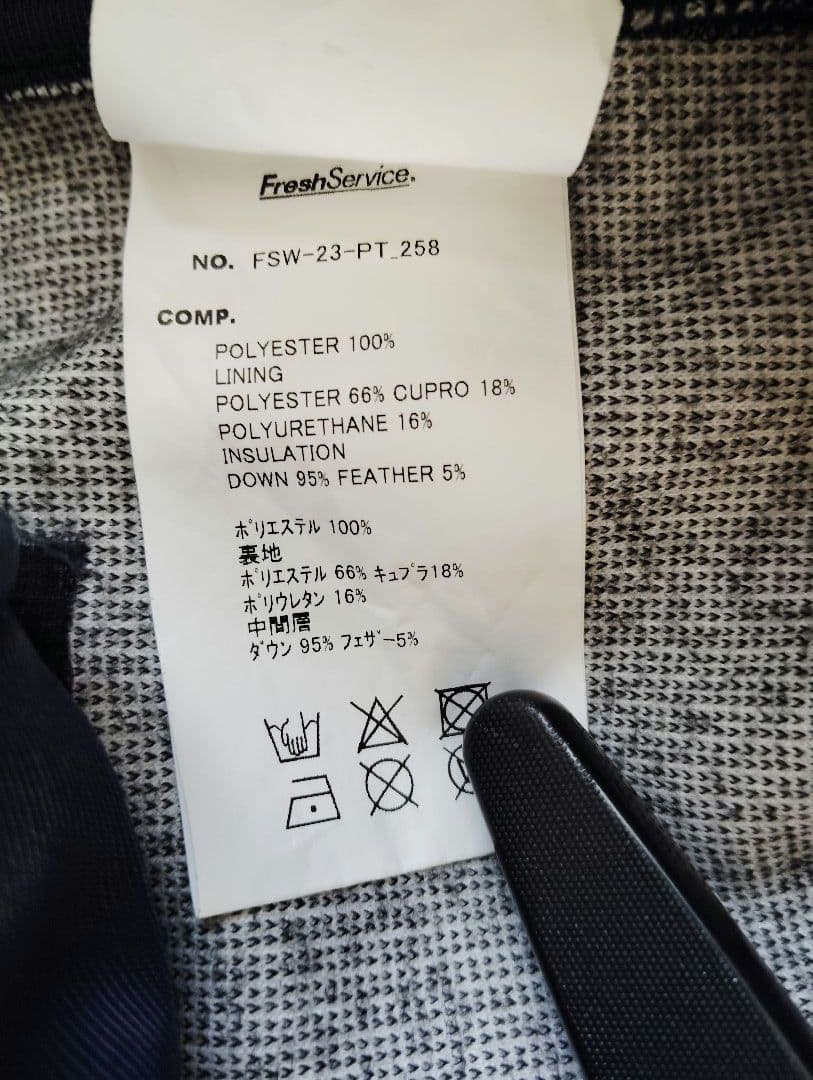 FreshService.
NO. FSW-23-PT_258
COMP.
POLYESTER 100%
LINING
POLYESTER 66% CUPRO 18%
POLYURETHANE 16%
INSULATION
DOWN 95% FEATHER 5%
ﾎﾟﾘｴｽﾃﾙ 100%
裏地
ﾎﾟﾘｴｽﾃﾙ 66% ｷｭﾌﾟﾗ18%
ﾎﾟﾘｳﾚﾀﾝ 16%
中間層
ﾀﾞｳﾝ 95% ﾌｪｻﾞｰ5%